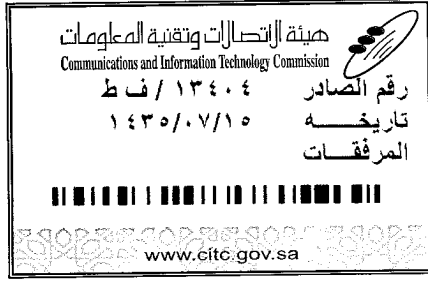 هيئة الاتصالات وتقنية المعلومات
Communications and Information Technology Commission
رقم الصادر ١٣٤٠٤ / ف ط
تاريخه ١٤٣٥/٠٧/١٥
المرفقات
www.citc.gov.sa